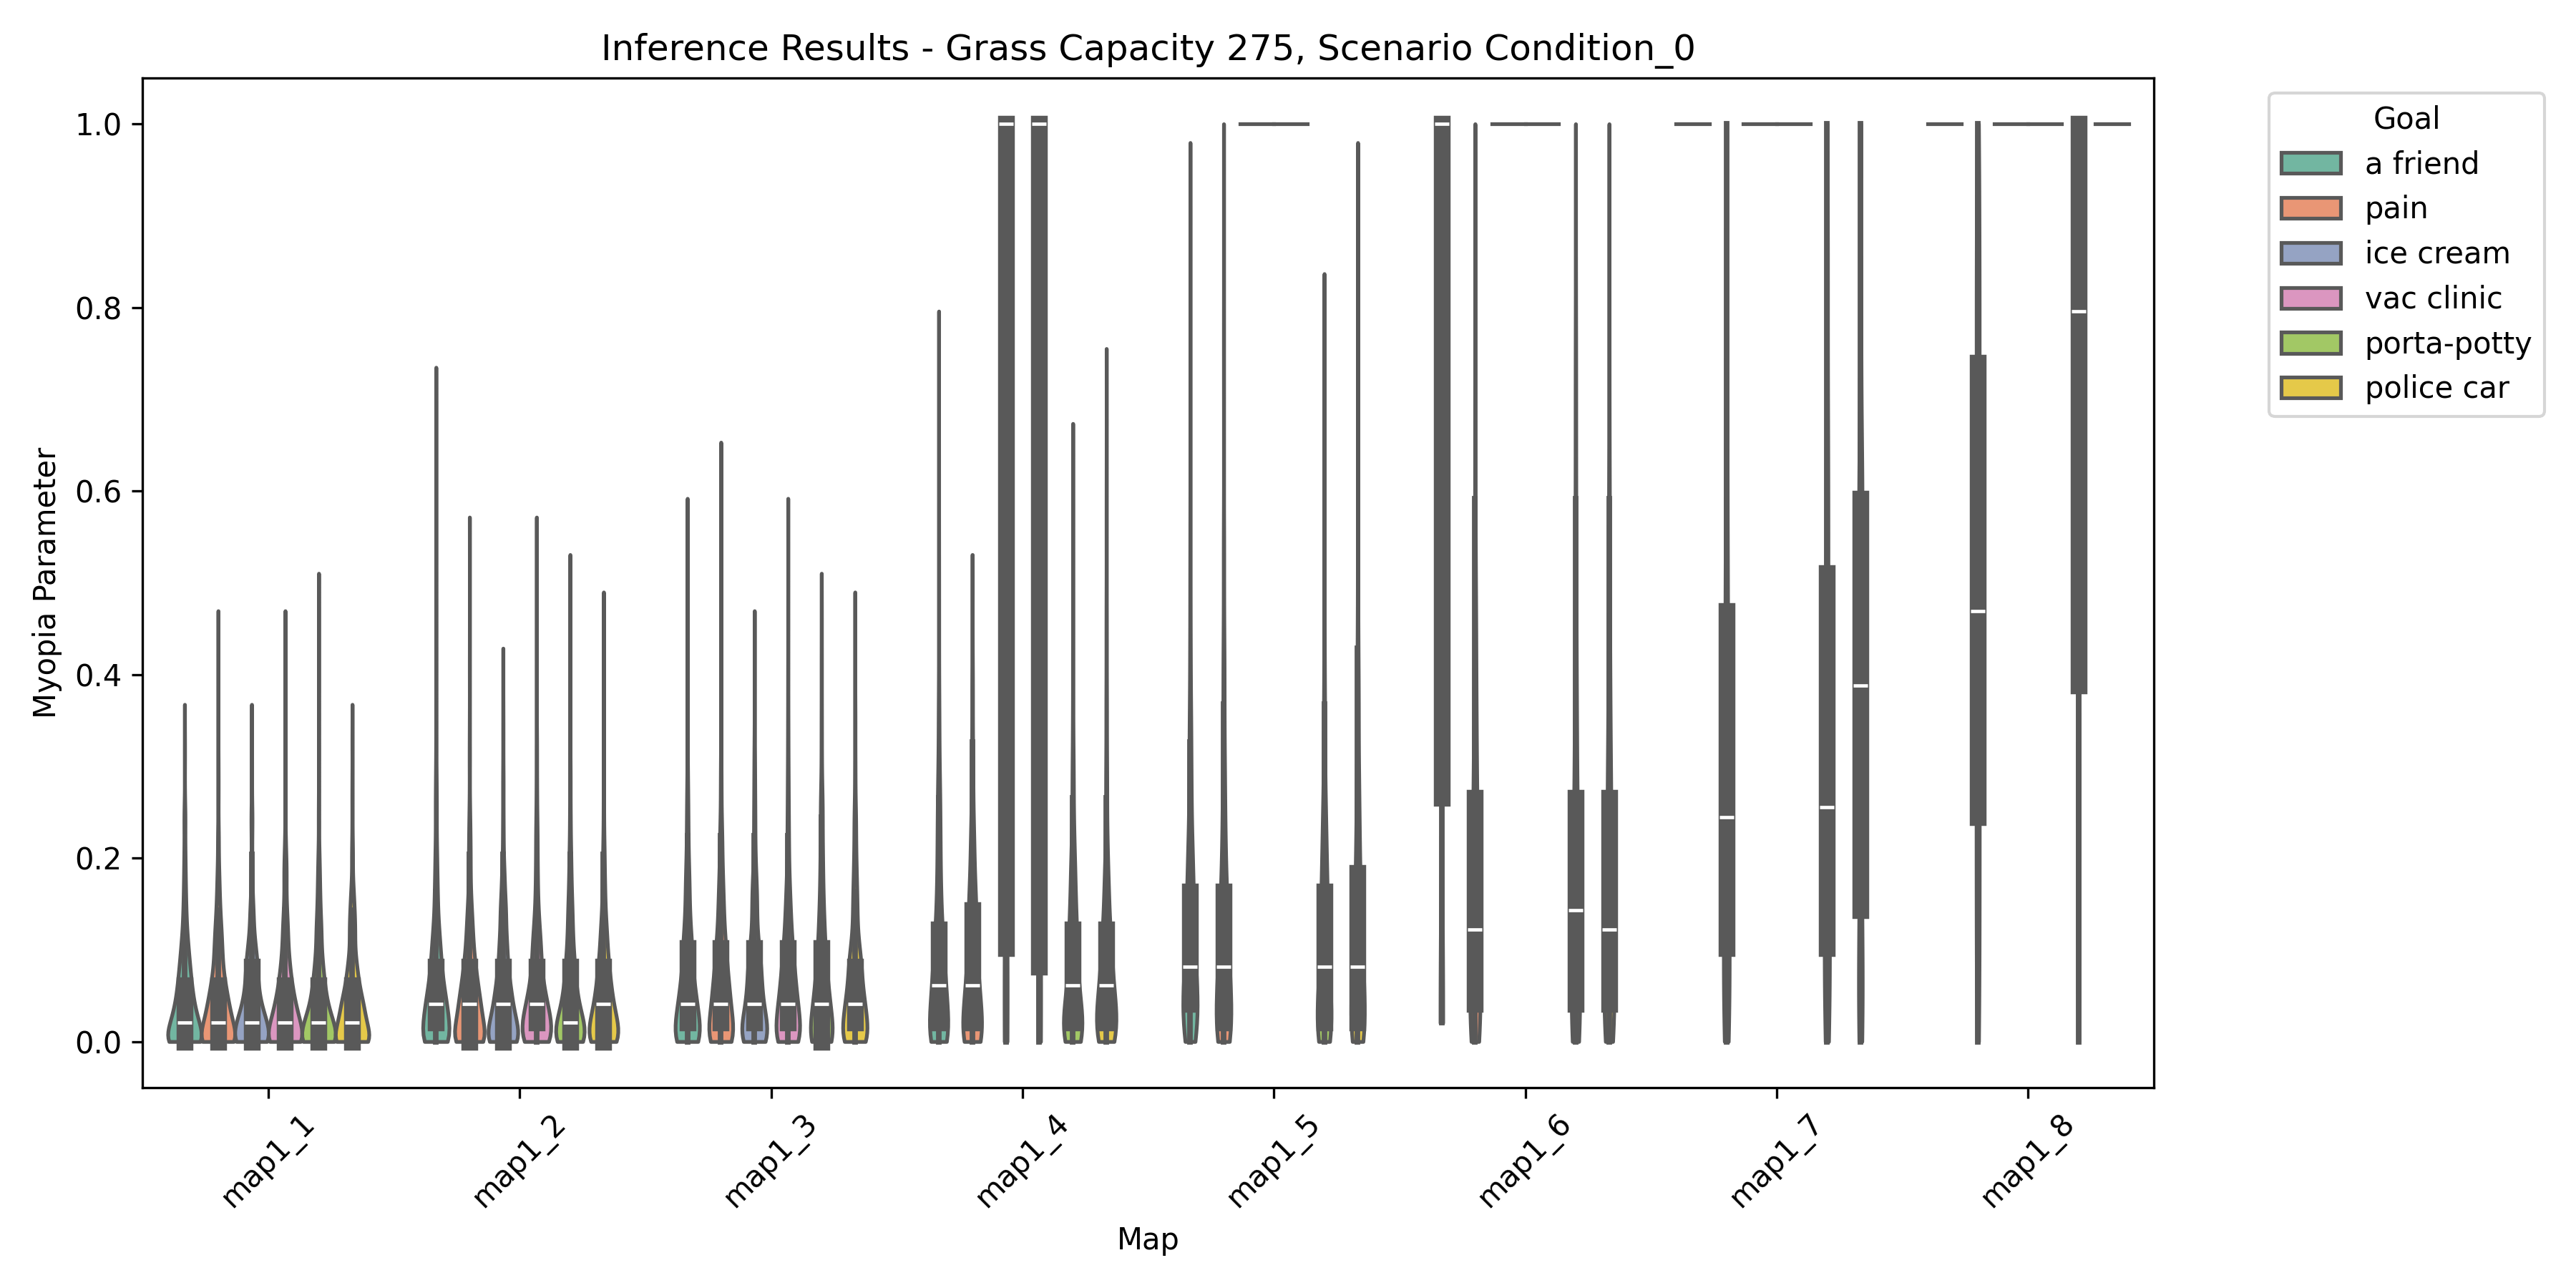 Inference Results - Grass Capacity 275, Scenario Condition_0
Myopia Parameter
1.0
0.8
0.6
0.4
0.2
0.0
map1_1
map1_2
map1_3
map1_4
map1_5
map1_6
map1_7
map1_8
Map
Goal
a friend
pain
ice cream
vac clinic
porta-potty
police car